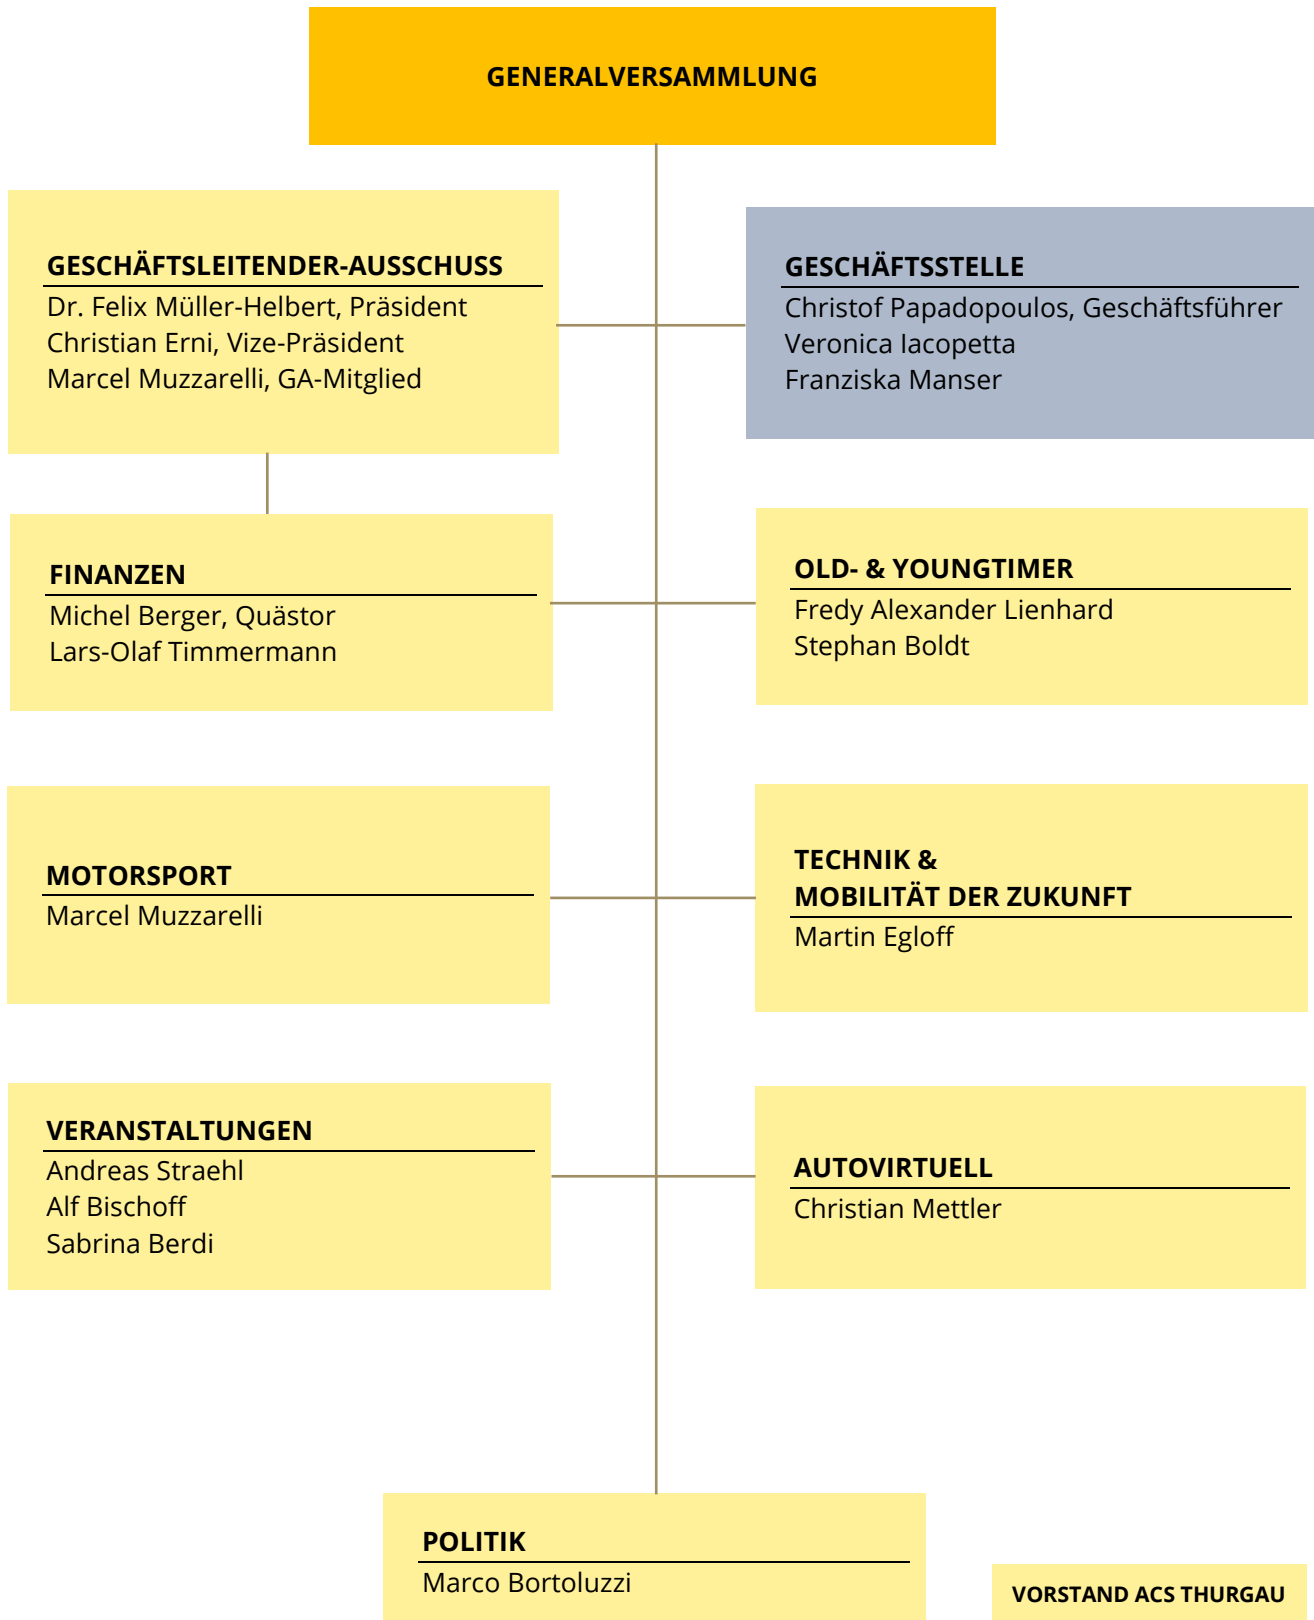 GENERALVERSAMMLUNG
GESCHÄFTSLEITENDER-AUSSCHUSS
Dr. Felix Müller-Helbert, Präsident
Christian Erni, Vize-Präsident
Marcel Muzzarelli, GA-Mitglied
GESCHÄFTSSTELLE
Christof Papadopoulos, Geschäftsführer
Veronica Iacopetta
Franziska Manser
FINANZEN
Michel Berger, Quästor
Lars-Olaf Timmermann
OLD- & YOUNGTIMER
Fredy Alexander Lienhard
Stephan Boldt
MOTORSPORT
Marcel Muzzarelli
TECHNIK &
MOBILITÄT DER ZUKUNFT
Martin Egloff
VERANSTALTUNGEN
Andreas Straehl
Alf Bischoff
Sabrina Berdi
AUTOVIRTUELL
Christian Mettler
POLITIK
Marco Bortoluzzi
VORSTAND ACS THURGAU